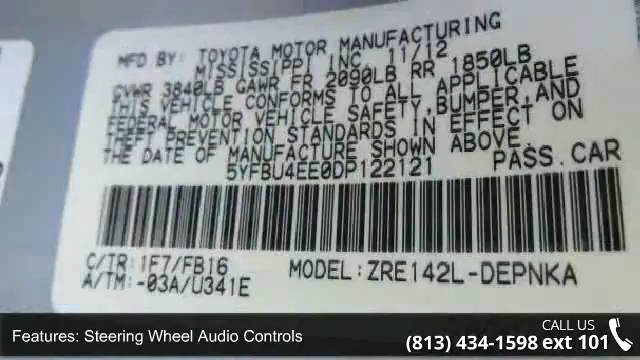 MFD BY: TOYOTA MOTOR MANUFACTURING
MISSISSIPPI INC. 11/12
GVWR 3840LB GAWR FR 2090LB RR 1850LB
THIS VEHICLE CONFORMS TO ALL APPLICABLE
FEDERAL MOTOR VEHICLE SAFETY,BUMPER,AND
THEFT PREVENTION STANDARDS IN EFFECT ON
THE DATE OF MANUFACTURE SHOWN ABOVE.
5YFBU4EE0DP122121 PASS.CAR
C/TR:1F7/FB16 MODEL:ZRE142L-DEPNKA
A/TM:-03A/U341E
CALL US
Features: Steering Wheel Audio Controls (813) 434-1598 ext 101